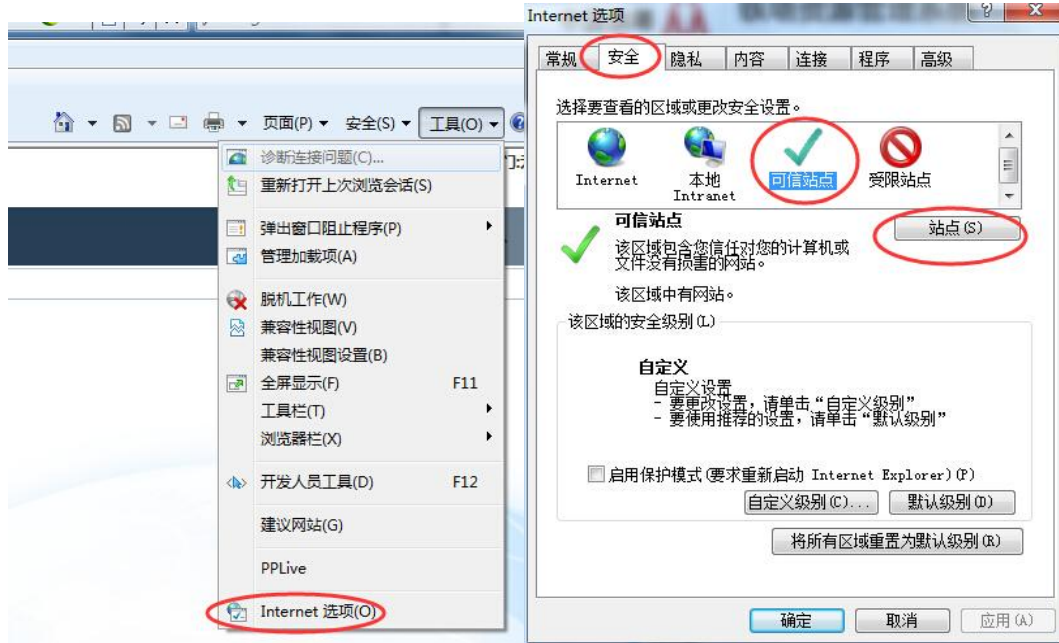 页面(P)
安全(S)
工具(O)
诊断连接问题(C)...
重新打开上次浏览会话(S)
弹出窗口阻止程序(P)
管理加载项(A)
脱机工作(W)
兼容性视图(V)
兼容性视图设置(B)
全屏显示(F) F11
工具栏(T)
浏览器栏(X)
开发人员工具(D) F12
建议网站(G)
PPLive
Internet 选项(O)
Internet 选项
常规 安全 隐私 内容 连接 程序 高级
选择要查看的区域或更改安全设置。
Internet 本地 可信站点 受限站点
Intranet
可信站点
站点(S)
该区域包含您信任对您的计算机或
文件没有损害的网站。
该区域中有网站。
该区域的安全级别(L)
自定义
自定义设置
- 要更改设置，请单击“自定义级别”
- 要使用推荐的设置，请单击“默认级别”
启用保护模式(要求重新启动 Internet Explorer)(P)
自定义级别(C)... 默认级别(D)
将所有区域重置为默认级别(R)
确定 取消 应用(A)